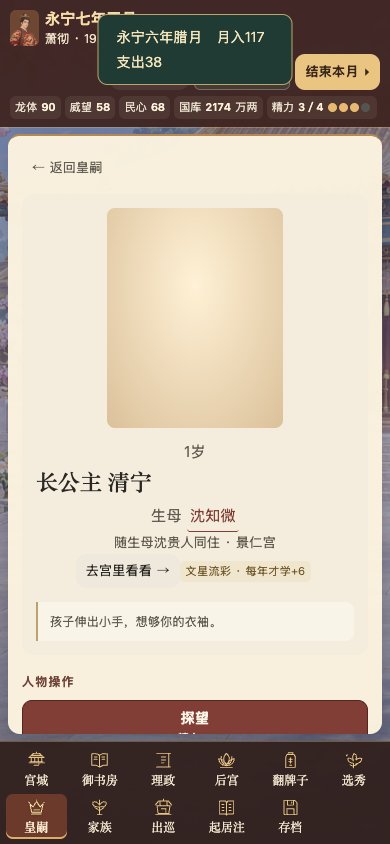 永宁七年
萧彻 · 19
永宁六年腊月　月入117
支出38
结束本月
龙体 90 威望 58 民心 68 国库 2174 万两 精力 3 / 4
← 返回皇嗣
1岁
长公主 清宁
生母 沈知微
随生母沈贵人同住 · 景仁宫
去宫里看看 → 文星流彩 · 每年才学+6
孩子伸出小手，想够你的衣袖。
人物操作
探望
宫城 御书房 理政 后宫 翻牌子 选秀
皇嗣 家族 出巡 起居注 存档